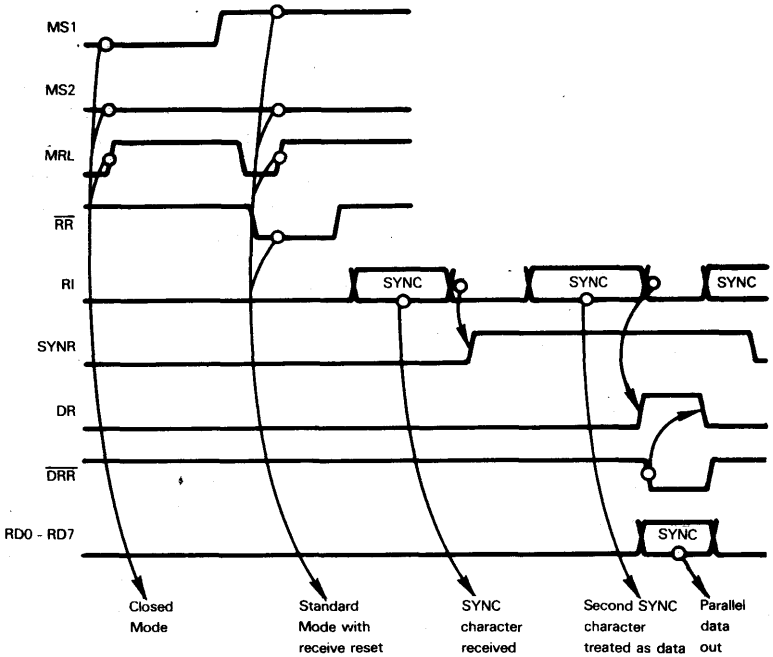 MS1
MS2
MRL
RR
RI
SYNC
SYNC
SYNC
SYNR
DR
DRR
RD0 - RD7
SYNC
Closed
Mode
Standard
Mode with
receive reset
SYNC
character
received
Second SYNC
character
treated as data
Parallel
data
out